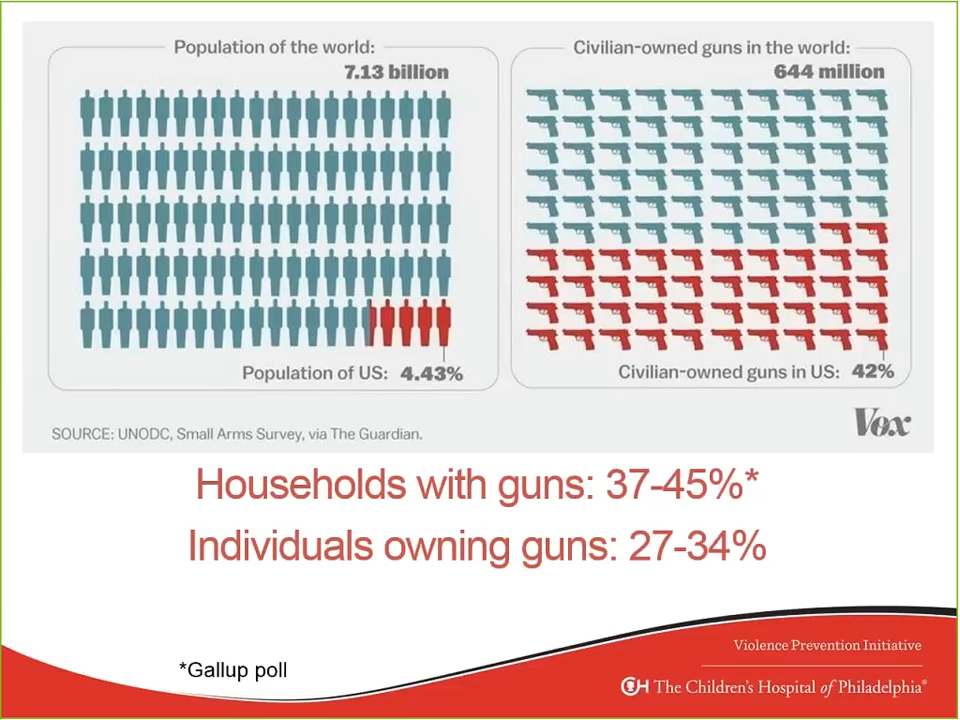 Population of the world:
7.13 billion
Population of US: 4.43%
Civilian-owned guns in the world:
644 million
Civilian-owned guns in US: 42%
SOURCE: UNODC, Small Arms Survey, via The Guardian.
Vox
Households with guns: 37-45%*
Individuals owning guns: 27-34%
*Gallup poll
Violence Prevention Initiative
CH The Children's Hospital of Philadelphia®